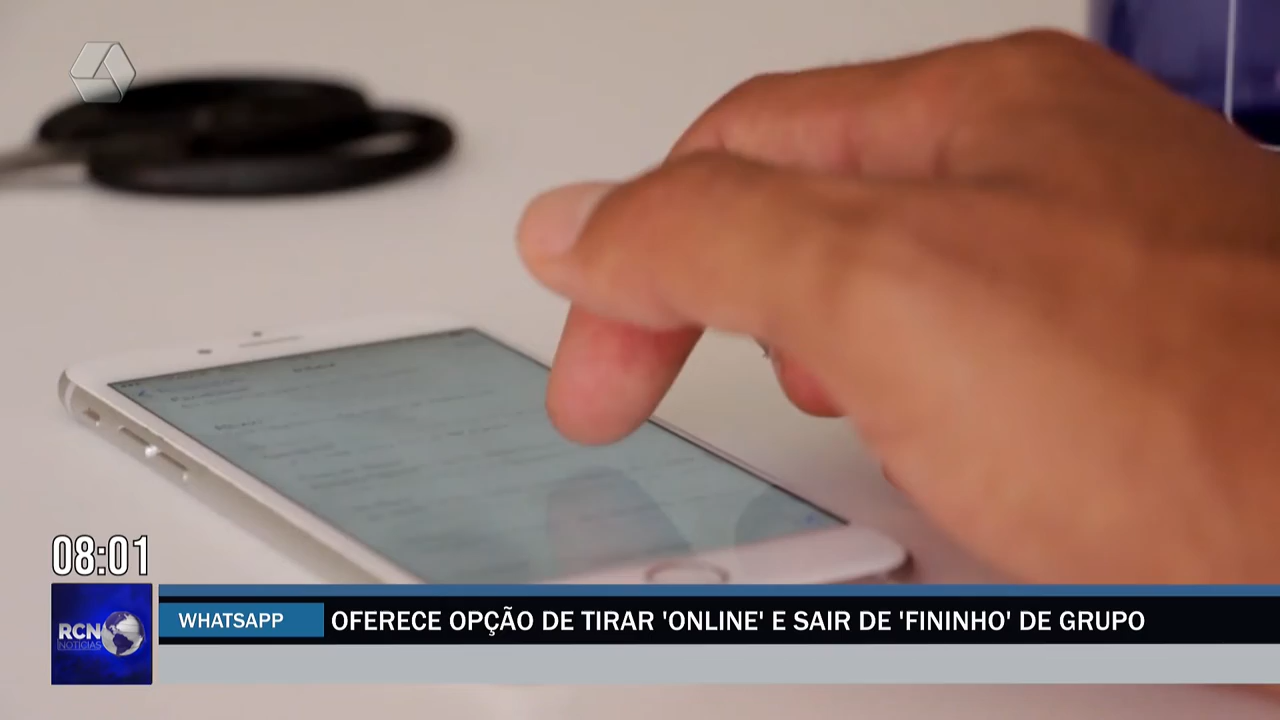 08:01
RCN
NOTÍCIAS
WHATSAPP
OFERECE OPÇÃO DE TIRAR 'ONLINE' E SAIR DE 'FININHO' DE GRUPO